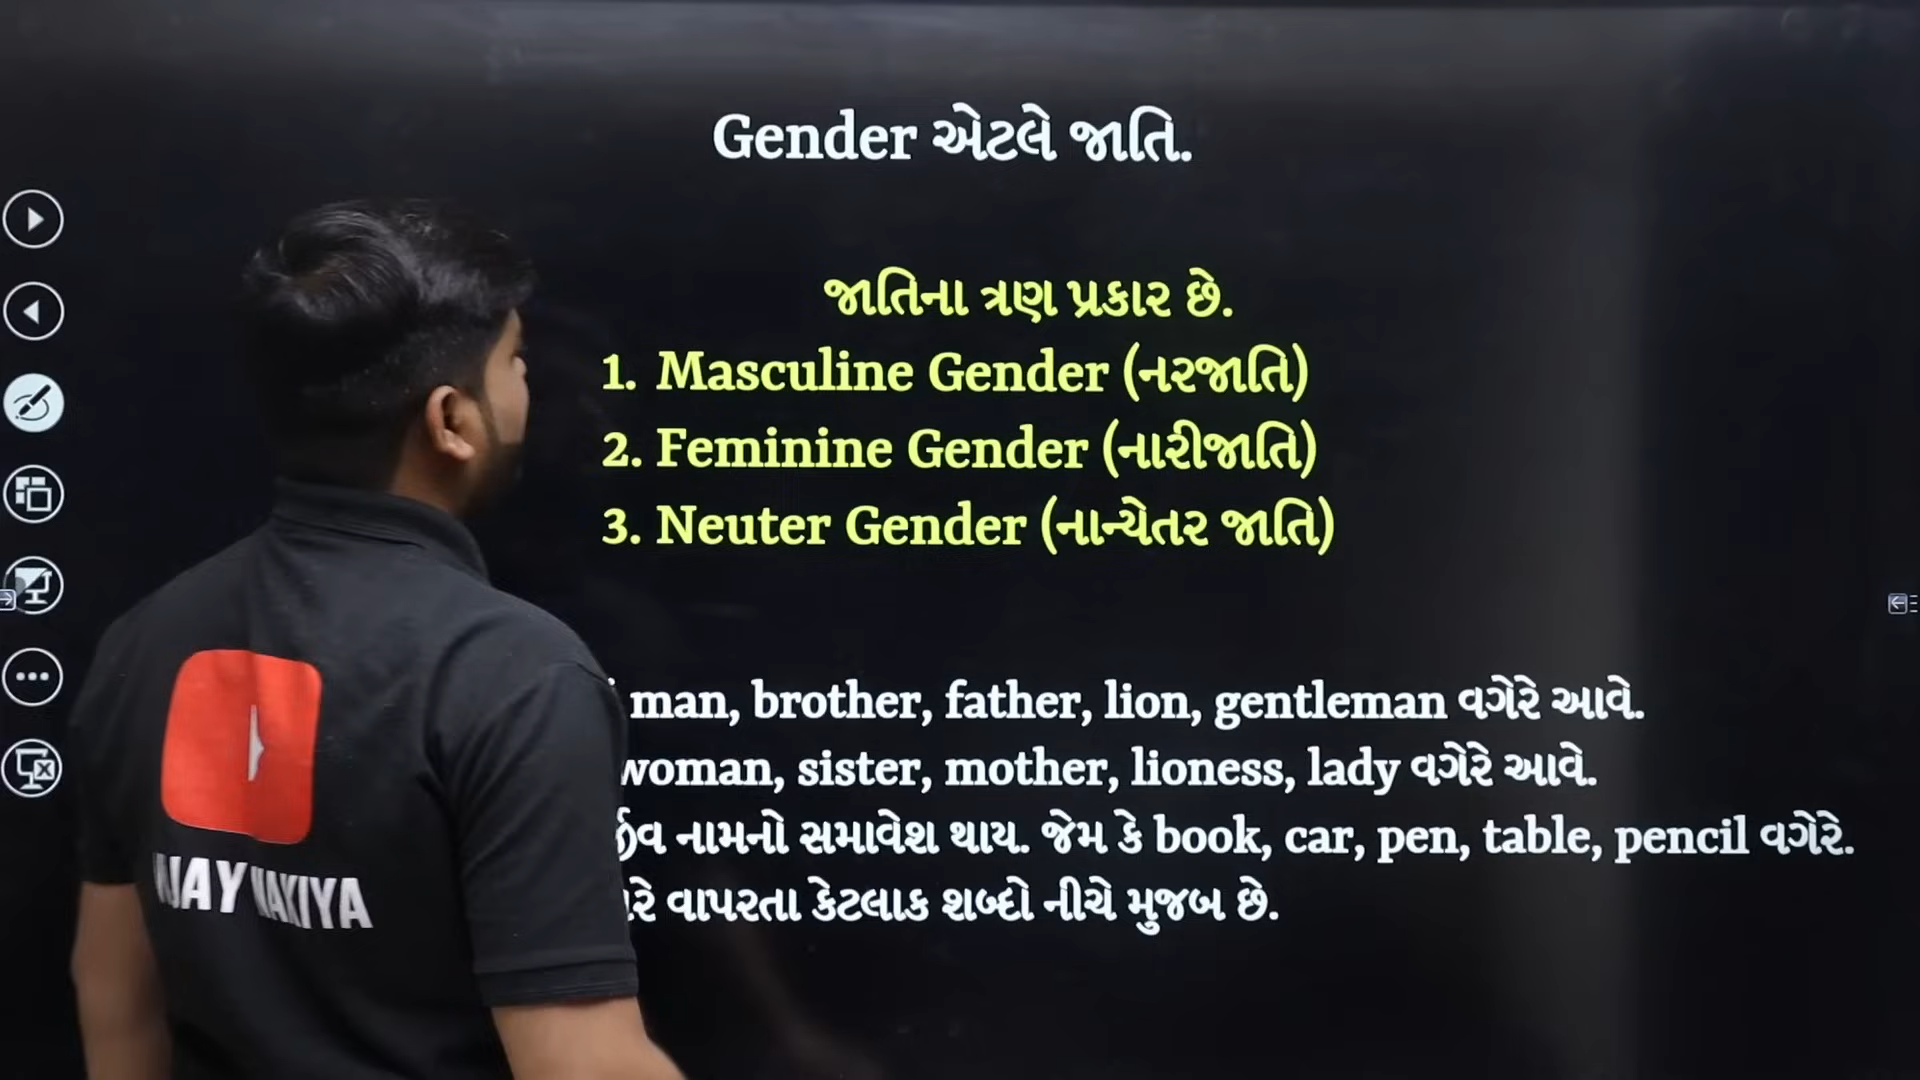 Gender એટલે જાતિ.
જાતિના ત્રણ પ્રકાર છે.
1. Masculine Gender (નરજાતિ)
2. Feminine Gender (નારીજાતિ)
3. Neuter Gender (નાન્યેતર જાતિ)
man, brother, father, lion, gentleman વગેરે આવે.
woman, sister, mother, lioness, lady વગેરે આવે.
નામનો સમાવેશ થાય. જેમ કે book, car, pen, table, pencil વગેરે.
વાપરતા કેટલાક શબ્દો નીચે મુજબ છે.